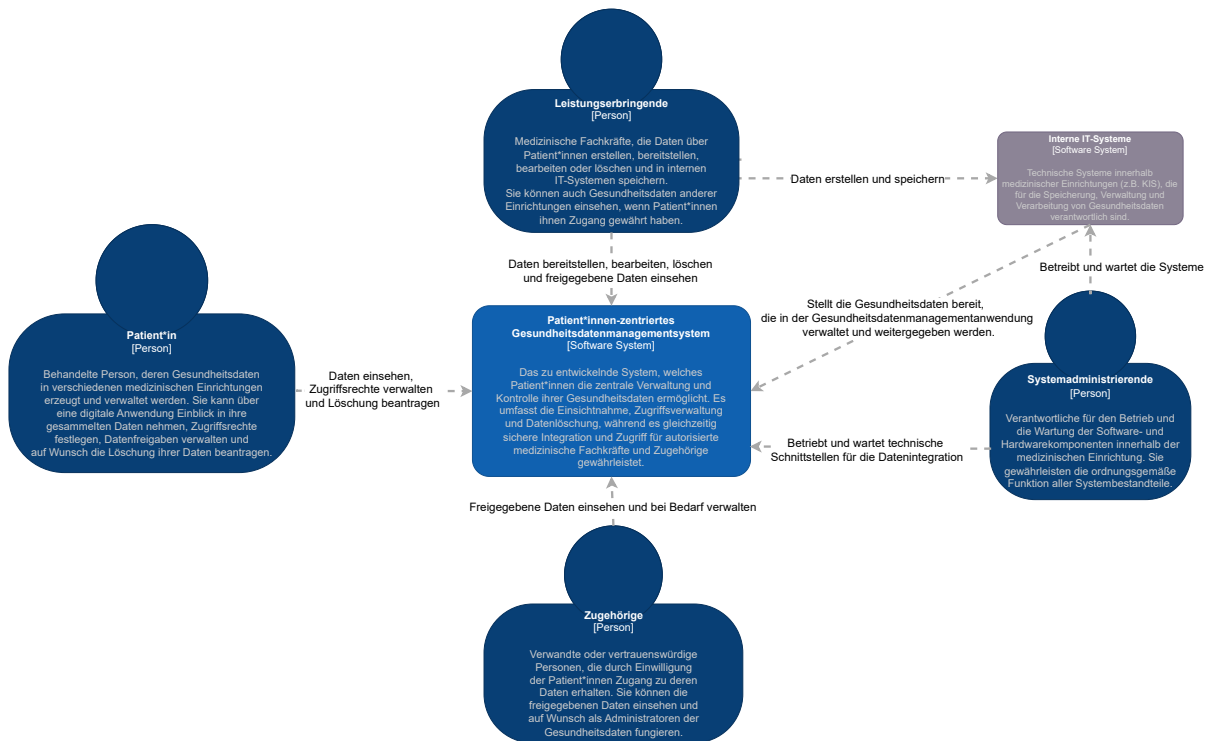 Leistungserbringende
[Person]
Medizinische Fachkräfte, die Daten über
Patient*innen erstellen, bereitstellen,
bearbeiten oder löschen und in internen
IT-Systemen speichern.
Sie können auch Gesundheitsdaten anderer
Einrichtungen einsehen, wenn Patient*innen
ihnen Zugang gewährt haben.
Daten erstellen und speichern
Interne IT-Systeme
[Software System]
Technische Systeme innerhalb
medizinischer Einrichtungen (z.B. KIS), die
für die Speicherung, Verwaltung und
Verarbeitung von Gesundheitsdaten
verantwortlich sind.
Daten bereitstellen, bearbeiten, löschen
und freigegebene Daten einsehen
Betreibt und wartet die Systeme
Stellt die Gesundheitsdaten bereit,
die in der Gesundheitsdatenmanagementanwendung
verwaltet und weitergegeben werden.
Patient*in
[Person]
Behandelte Person, deren Gesundheitsdaten
in verschiedenen medizinischen Einrichtungen
erzeugt und verwaltet werden. Sie kann über
eine digitale Anwendung Einblick in ihre
gesammelten Daten nehmen, Zugriffsrechte
festlegen, Datenfreigaben verwalten und
auf Wunsch die Löschung ihrer Daten beantragen.
Daten einsehen,
Zugriffsrechte verwalten
und Löschung beantragen
Patient*innen-zentriertes
Gesundheitsdatenmanagementsystem
[Software System]
Das zu entwickelnde System, welches
Patient*innen die zentrale Verwaltung und
Kontrolle ihrer Gesundheitsdaten ermöglicht. Es
umfasst die Einsichtnahme, Zugriffsverwaltung
und Datenlöschung, während es gleichzeitig
sichere Integration und Zugriff für autorisierte
medizinische Fachkräfte und Zugehörige
gewährleistet.
Betriebt und wartet technische
Schnittstellen für die Datenintegration
Systemadministrierende
[Person]
Verantwortliche für den Betrieb und
die Wartung der Software- und
Hardwarekomponenten innerhalb der
medizinischen Einrichtung. Sie
gewährleisten die ordnungsgemäße
Funktion aller Systembestandteile.
Freigegebene Daten einsehen und bei Bedarf verwalten
Zugehörige
[Person]
Verwandte oder vertrauenswürdige
Personen, die durch Einwilligung
der Patient*innen Zugang zu deren
Daten erhalten. Sie können die
freigegebenen Daten einsehen und
auf Wunsch als Administratoren der
Gesundheitsdaten fungieren.